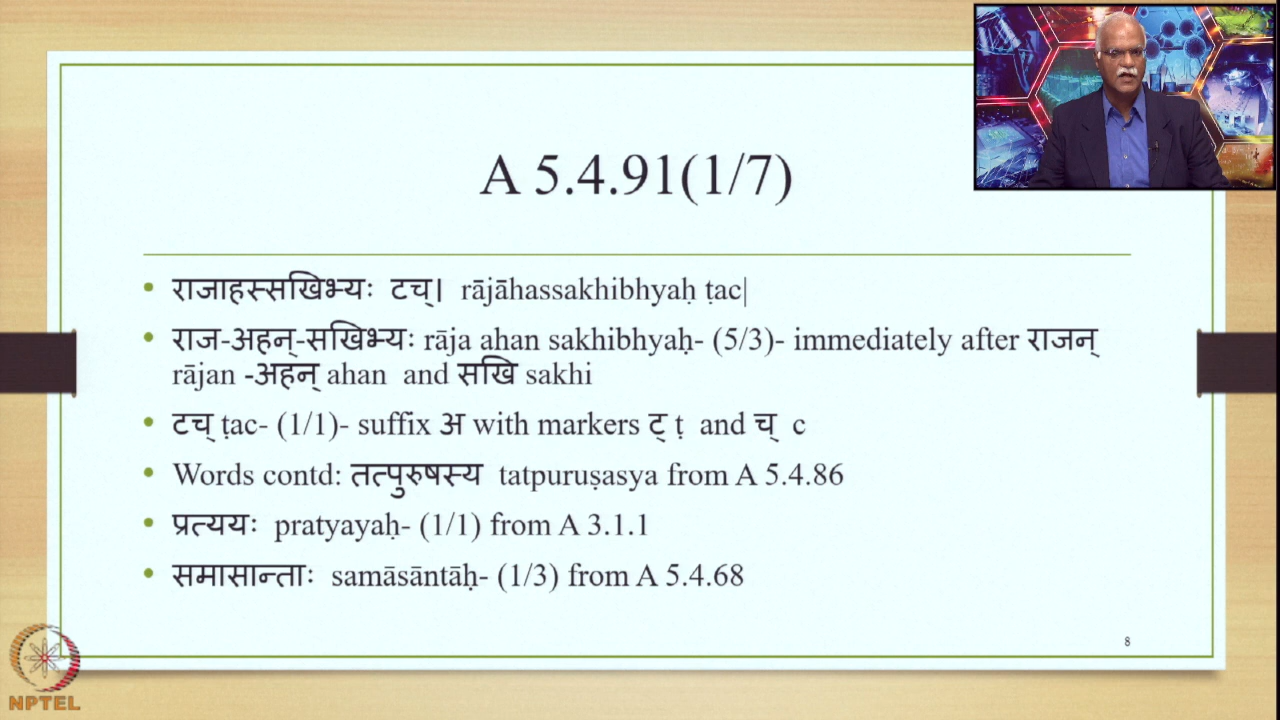 A 5.4.91(1/7)
• राजाहस्सखिभ्यः टच्। rājāhassakhibhyaḥ ṭac|
• राज-अहन्-सखिभ्यः rāja ahan sakhibhyaḥ- (5/3)- immediately after राजन्
rājan -अहन् ahan and सखि sakhi
• टच् ṭac- (1/1)- suffix अ with markers ट् ṭ and च् c
• Words contd: तत्पुरुषस्य tatpuruṣasya from A 5.4.86
• प्रत्ययः pratyayaḥ- (1/1) from A 3.1.1
• समासान्ताः samāsāntāḥ- (1/3) from A 5.4.68
8
NPTEL